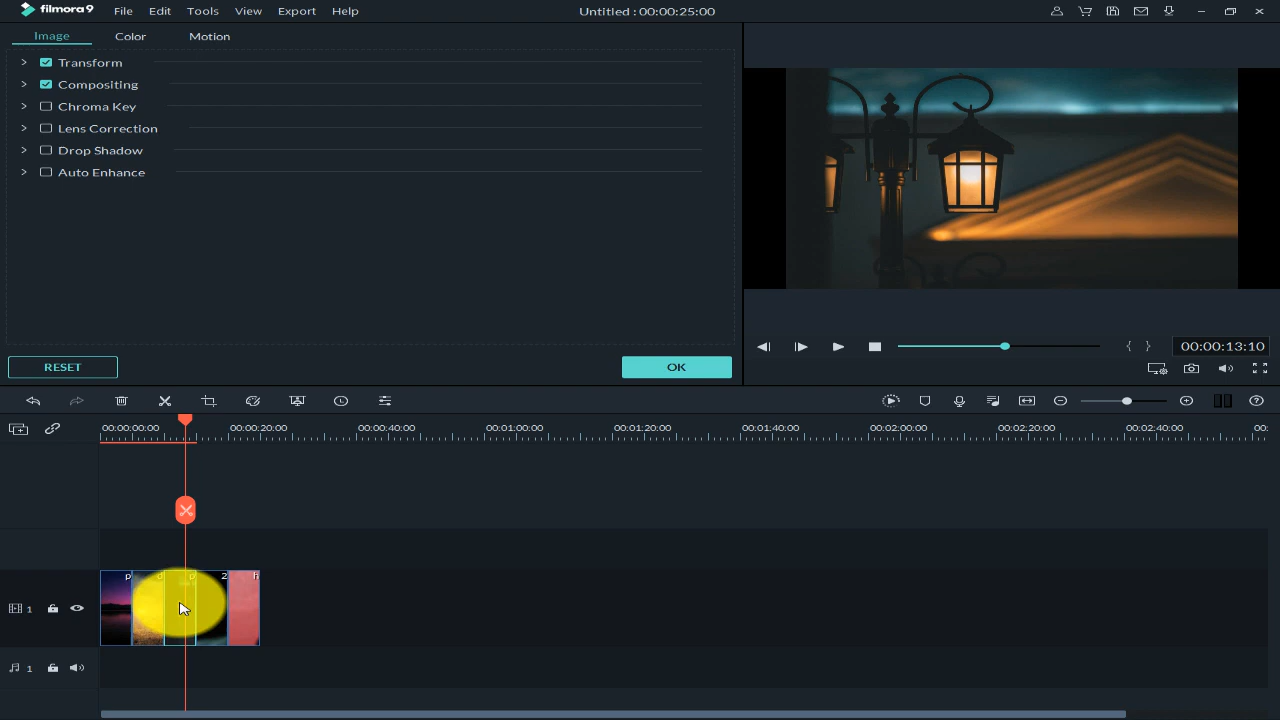 filmora9 File Edit Tools View Export Help Untitled : 00:00:25:00
Image Color Motion
Transform
Compositing
Chroma Key
Lens Correction
Drop Shadow
Auto Enhance
RESET OK
{ } 00:00:13:10
00:00:00:00 00:00:20:00 00:00:40:00 00:01:00:00 00:01:20:00 00:01:40:00 00:02:00:00 00:02:20:00 00:02:40:00 00:
p d p 2 h
1
1